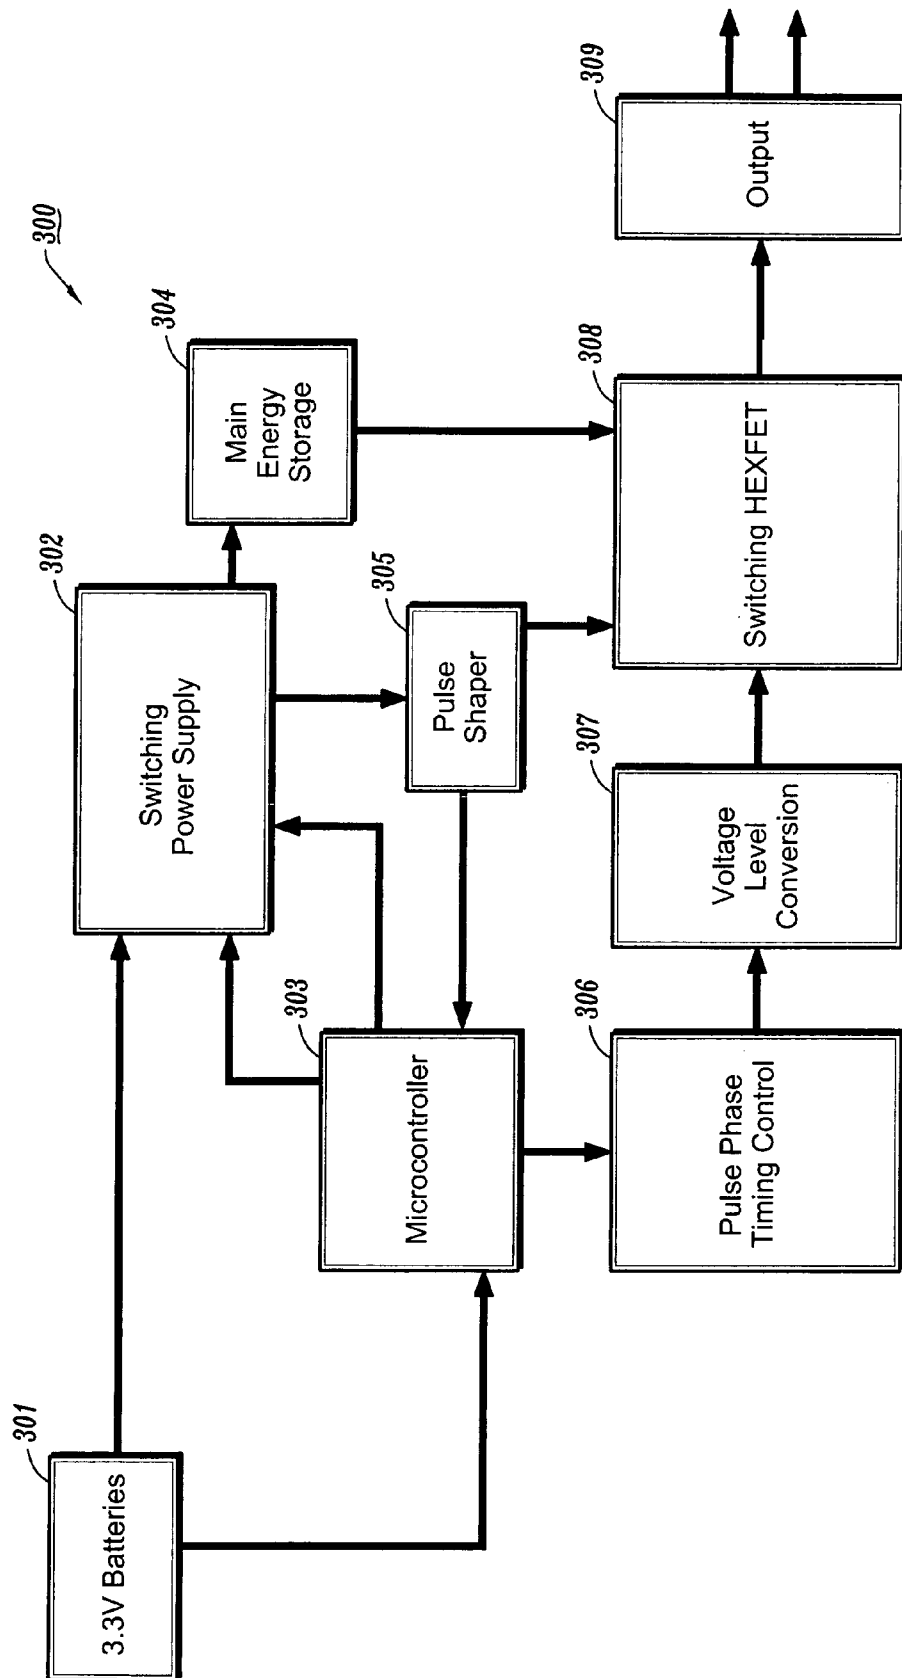 300
301
3.3V Batteries
302
Switching
Power Supply
303
Microcontroller
304
Main
Energy
Storage
305
Pulse
Shaper
306
Pulse Phase
Timing Control
307
Voltage
Level
Conversion
308
Switching HEXFET
309
Output